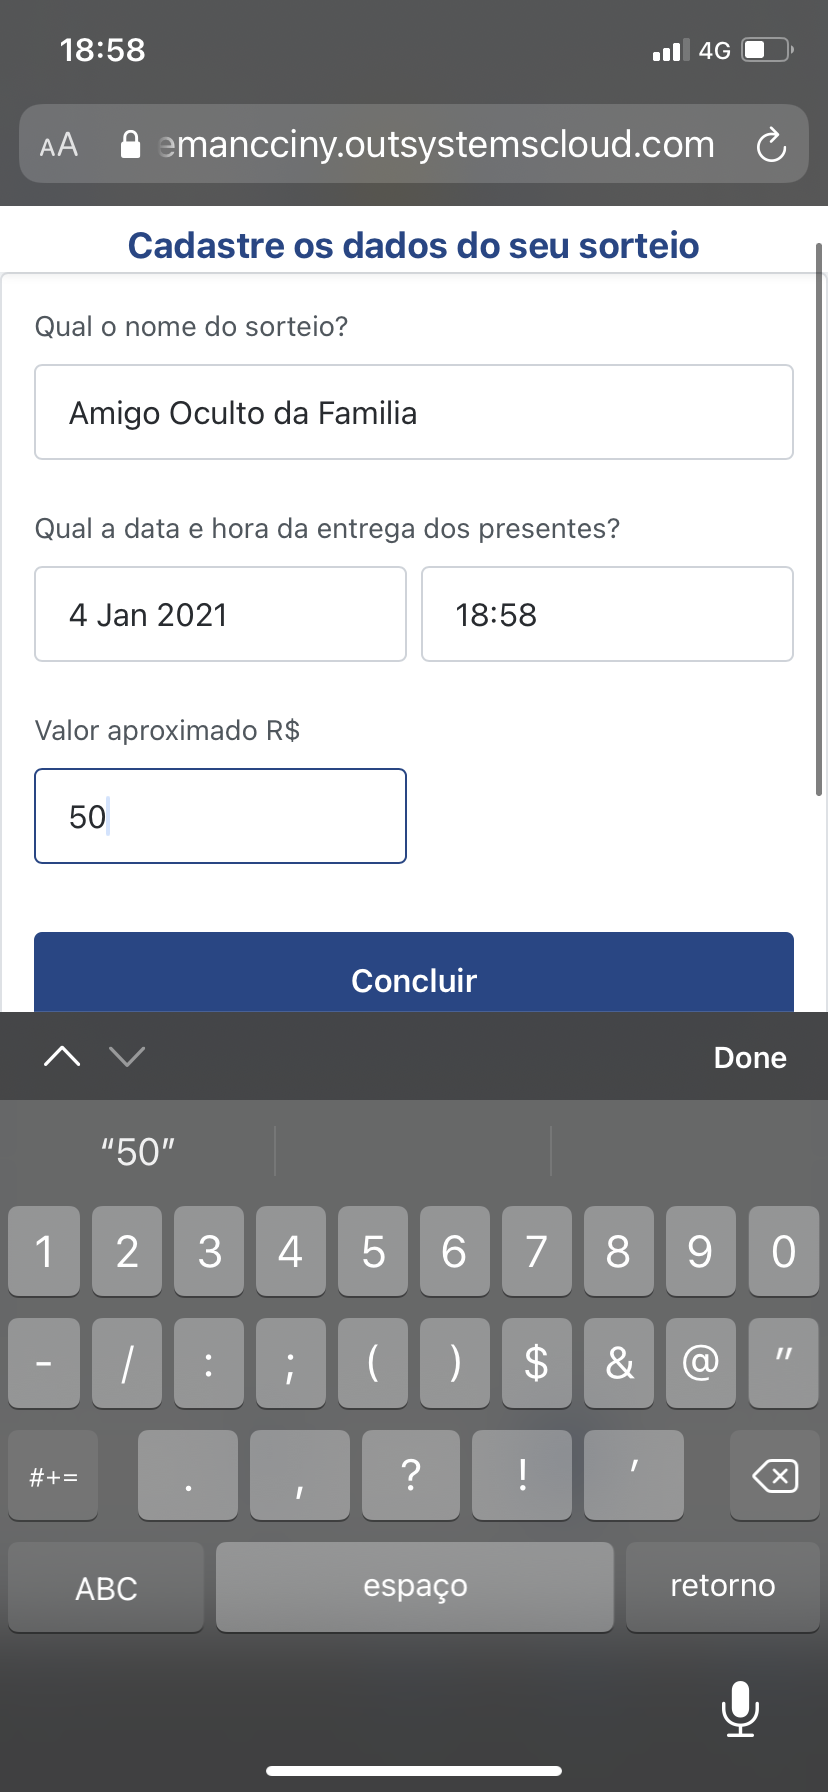 18:58 4G
AA emancciny.outsystemscloud.com
Cadastre os dados do seu sorteio
Qual o nome do sorteio?
Amigo Oculto da Familia
Qual a data e hora da entrega dos presentes?
4 Jan 2021 18:58
Valor aproximado R$
50
Concluir
Done
“50”
1 2 3 4 5 6 7 8 9 0
- / : ; ( ) $ & @ "
#+= . , ? ! '
ABC espaço retorno